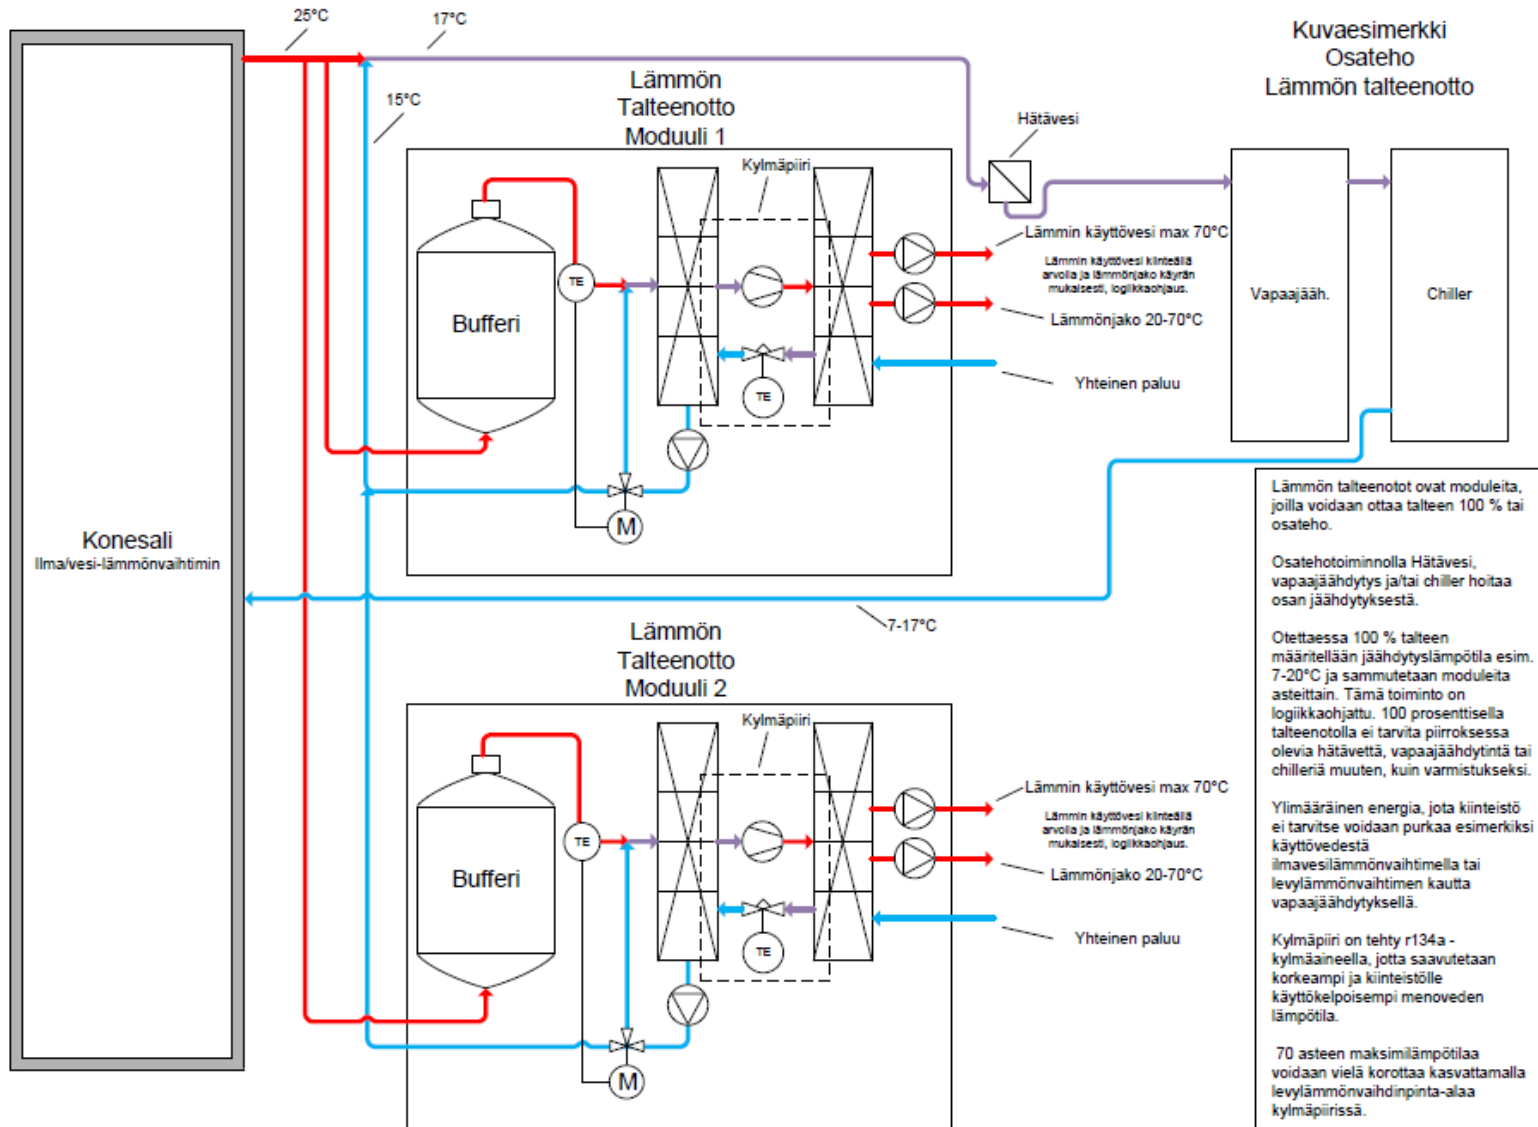 25°C
17°C
Kuvaesimerkki
Osateho
Lämmön talteenotto
15°C
Lämmön
Talteenotto
Moduuli 1
Hätävesi
Kylmäpiiri
Lämmin käyttövesi max 70°C
Lämmin käyttövesi kiinteällä
arvolla ja lämmönjako käyrän
mukaisesti, logiikkaohjaus.
TE
Bufferi
Vapaajääh.
Chiller
Lämmönjako 20-70°C
Yhteinen paluu
TE
M
Konesali
Ilma/vesi-lämmönvaihtimin
7-17°C
Lämmön
Talteenotto
Moduuli 2
Kylmäpiiri
Lämmin käyttövesi max 70°C
Lämmin käyttövesi kiinteällä
arvolla ja lämmönjako käyrän
mukaisesti, logiikkaohjaus.
TE
Bufferi
Lämmönjako 20-70°C
Yhteinen paluu
TE
M
Lämmön talteenotot ovat moduleita,
joilla voidaan ottaa talteen 100 % tai
osateho.
Osatehotoiminnolla Hätävesi,
vapaajäähdytys ja/tai chiller hoitaa
osan jäähdytyksestä.
Otettaessa 100 % talteen
määritellään jäähdytyslämpötila esim.
7-20°C ja sammutetaan moduleita
asteittain. Tämä toiminto on
logiikkaohjattu. 100 prosenttisella
talteenotolla ei tarvita piirroksessa
olevia hätävettä, vapaajäähdytintä tai
chilleriä muuten, kuin varmistukseksi.
Ylimääräinen energia, jota kiinteistö
ei tarvitse voidaan purkaa esimerkiksi
käyttövedestä
ilmavesilämmönvaihtimella tai
levylämmönvaihtimen kautta
vapaajäähdytyksellä.
Kylmäpiiri on tehty r134a -
kylmäaineella, jotta saavutetaan
korkeampi ja kiinteistölle
käyttökelpoisempi menoveden
lämpötila.
70 asteen maksimilämpötilaa
voidaan vielä korottaa kasvattamalla
levylämmönvaihdinpinta-alaa
kylmäpiirissä.